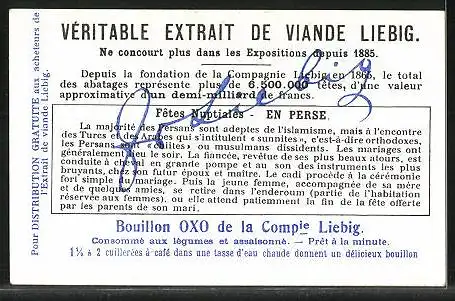 VÉRITABLE EXTRAIT DE VIANDE LIEBIG.
Ne concourt plus dans les Expositions depuis 1885.
Depuis la fondation de la Compagnie Liebig en 1865, le total
des abatages représente plus de 6.500.000 têtes, d'une valeur
approximative d'un demi-milliard de francs.
Fêtes Nuptiales. EN PERSE.
La majorité des Persans sont adeptes de l'islamisme, mais à l'encontre
des Turcs et des Arabes qui s'intitulent « sunnites », c'est-à-dire orthodoxes,
les Persans sont « chiites » ou musulmans dissidents. Les mariages ont
généralement lieu le soir. La fiancée, revêtue de ses plus beaux atours, est
conduite à cheval en grande pompe et au son des instruments les plus
bruyants, chez son futur époux et maître. Le cadi procède à la cérémonie
fort simple du mariage. Puis la jeune femme, accompagnée de sa mère
et de quelques amies, se retire dans l'enderoum (partie de l'habitation
réservée aux femmes), ou elle attend patiemment la fin de la fête offerte
par les parents de son mari.
Bouillon OXO de la Compie Liebig.
Consommé aux légumes et assaisonné. – Prêt à la minute.
1½ à 2 cuillerées à café dans une tasse d'eau chaude donnent un délicieux bouillon
Pour DISTRIBUTION GRATUITE aux acheteurs de
l'Extrait de viande Liebig.
Liebig